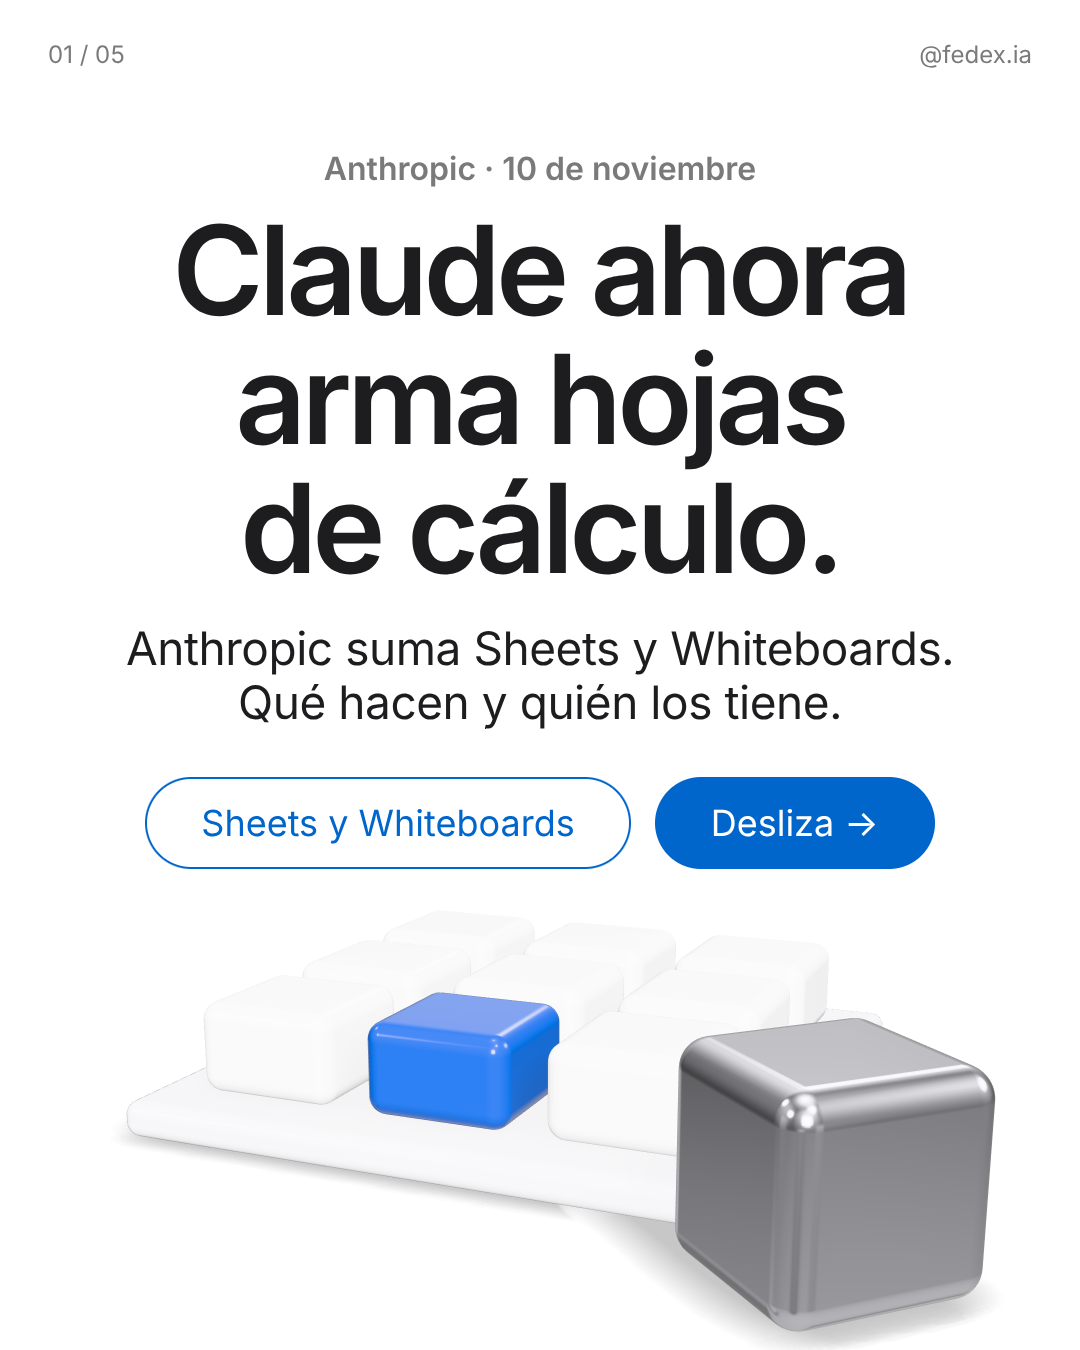 01 / 05
@fedex.ia
Anthropic · 10 de noviembre
Claude ahora
arma hojas
de cálculo.
Anthropic suma Sheets y Whiteboards.
Qué hacen y quién los tiene.
Sheets y Whiteboards
Desliza →